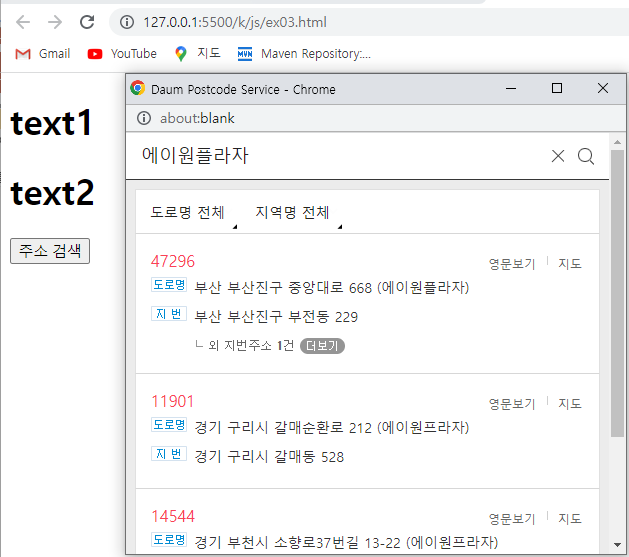 127.0.0.1:5500/k/js/ex03.html
Gmail YouTube 지도 MVN Maven Repository:...
Daum Postcode Service - Chrome
about:blank
text1
text2
주소 검색
에이원플라자
도로명 전체 지역명 전체
47296 영문보기 지도
도로명 부산 부산진구 중앙대로 668 (에이원플라자)
지 번 부산 부산진구 부전동 229
ㄴ 외 지번주소 1건 더보기
11901 영문보기 지도
도로명 경기 구리시 갈매순환로 212 (에이원프라자)
지 번 경기 구리시 갈매동 528
14544 영문보기 지도
도로명 경기 부천시 소향로37번길 13-22 (에이원프라자)